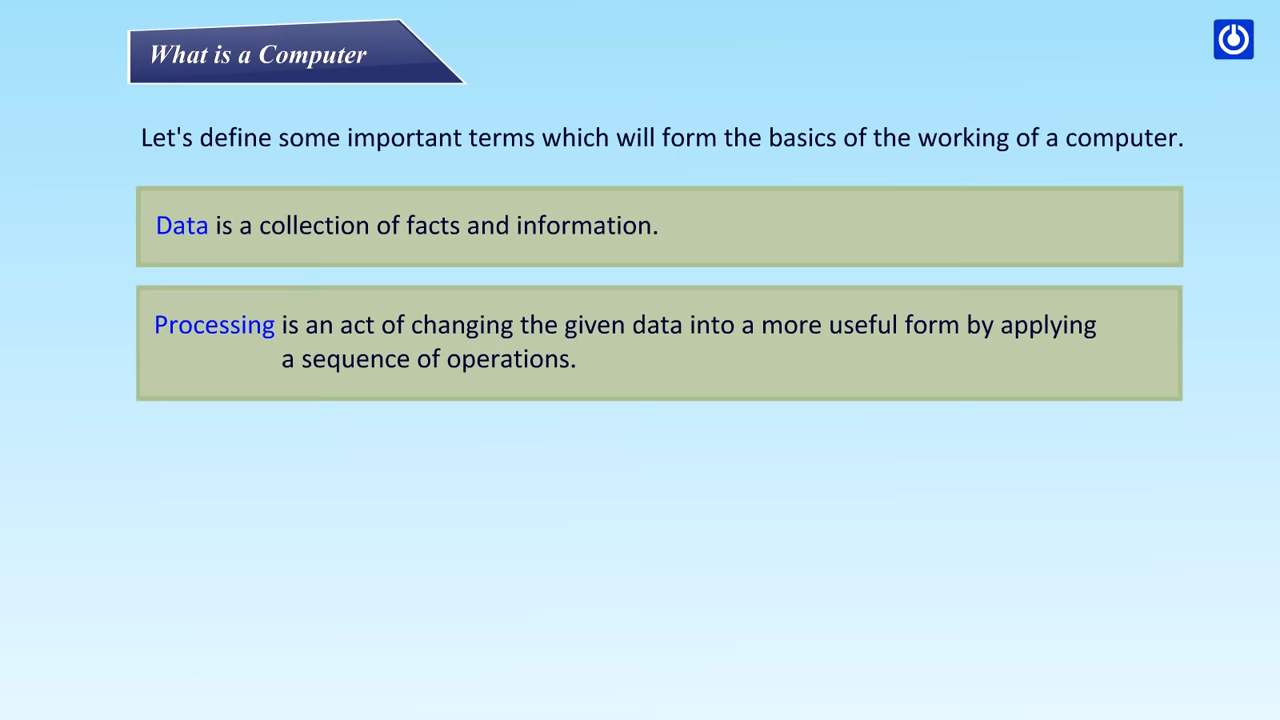 What is a Computer
Let's define some important terms which will form the basics of the working of a computer.
Data is a collection of facts and information.
Processing is an act of changing the given data into a more useful form by applying
a sequence of operations.